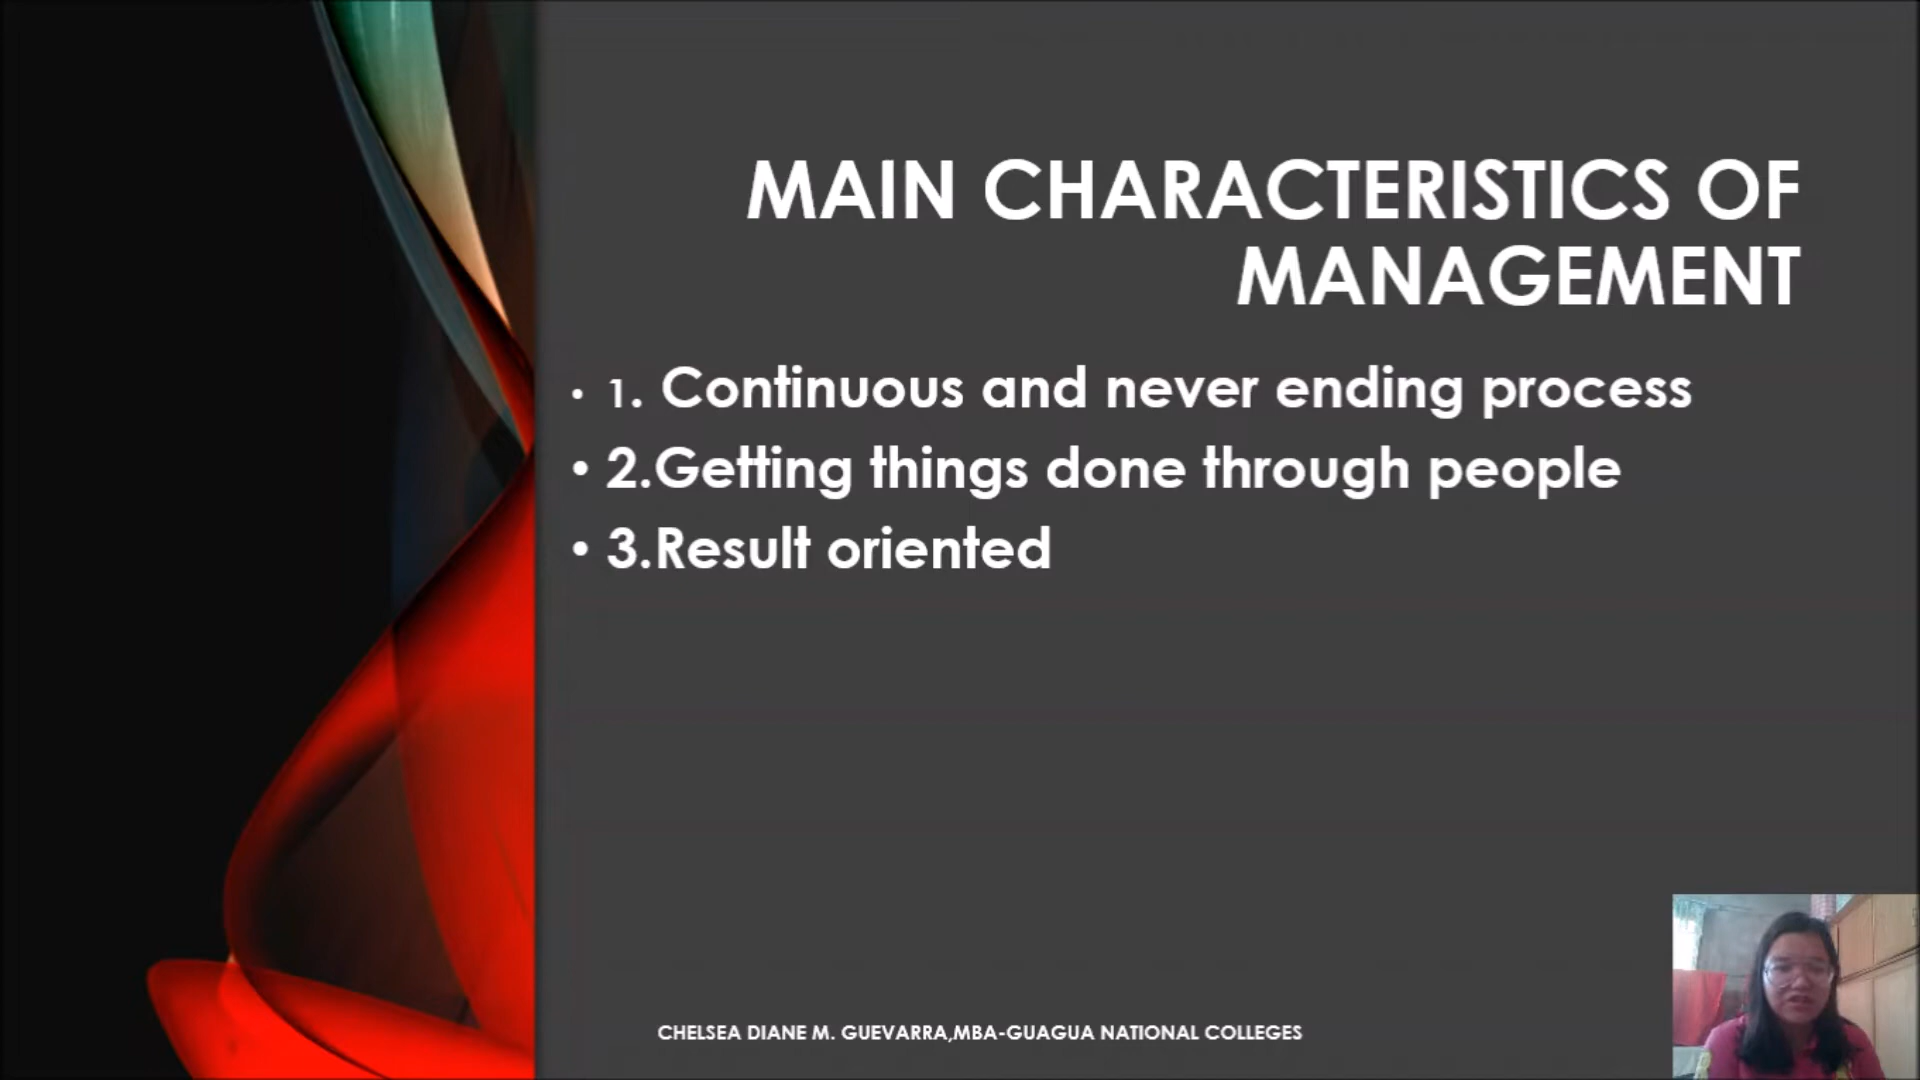 MAIN CHARACTERISTICS OF
MANAGEMENT
• 1. Continuous and never ending process
• 2.Getting things done through people
• 3.Result oriented
CHELSEA DIANE M. GUEVARRA,MBA-GUAGUA NATIONAL COLLEGES